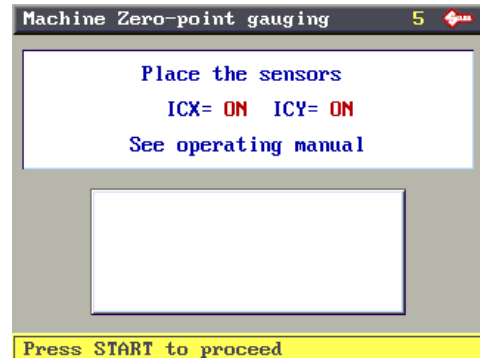 Machine Zero-point gauging 5
Place the sensors
ICX= ON ICY= ON
See operating manual
Press START to proceed